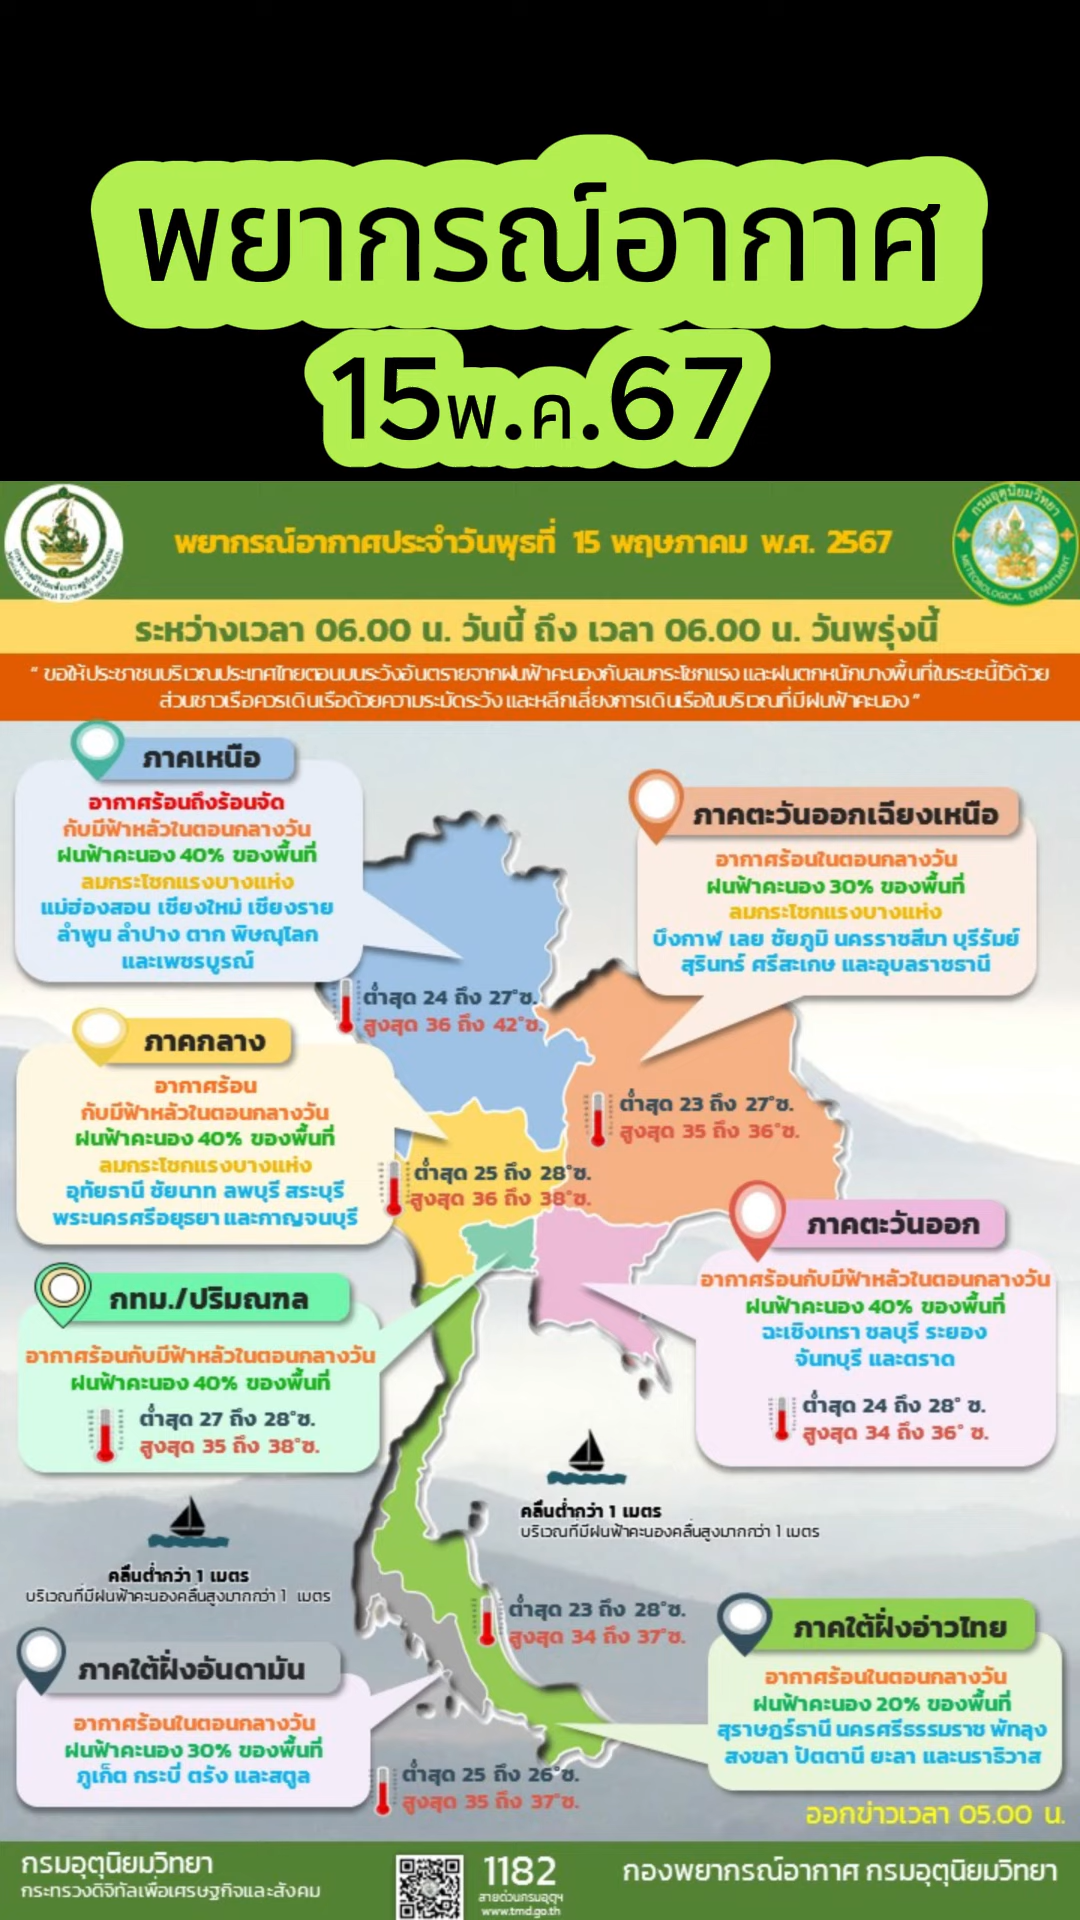 พยากรณ์อากาศ
15พ.ค.67
พยากรณ์อากาศประจำวันพุธที่ 15 พฤษภาคม พ.ศ. 2567
กรมอุตุนิยมวิทยา
METEOROLOGICAL DEPARTMENT
ระหว่างเวลา 06.00 น. วันนี้ ถึง เวลา 06.00 น. วันพรุ่งนี้
“ ขอให้ประชาชนบริเวณประเทศไทยตอนบนระวังอันตรายจากฝนฟ้าคะนองกับลมกระโชกแรง และฝนตกหนักบางพื้นที่ในระยะนี้ไว้ด้วย
ส่วนชาวเรือควรเดินเรือด้วยความระมัดระวัง และหลีกเลี่ยงการเดินเรือในบริเวณที่มีฝนฟ้าคะนอง ”
ภาคเหนือ
อากาศร้อนถึงร้อนจัด
กับมีฟ้าหลัวในตอนกลางวัน
ฝนฟ้าคะนอง 40% ของพื้นที่
ลมกระโชกแรงบางแห่ง
แม่ฮ่องสอน เชียงใหม่ เชียงราย
ลำพูน ลำปาง ตาก พิษณุโลก
และเพชรบูรณ์
ต่ำสุด 24 ถึง 27°ซ.
สูงสุด 36 ถึง 42°ซ.
ภาคตะวันออกเฉียงเหนือ
อากาศร้อนในตอนกลางวัน
ฝนฟ้าคะนอง 30% ของพื้นที่
ลมกระโชกแรงบางแห่ง
บึงกาฬ เลย ชัยภูมิ นครราชสีมา บุรีรัมย์
สุรินทร์ ศรีสะเกษ และอุบลราชธานี
ต่ำสุด 23 ถึง 27°ซ.
สูงสุด 35 ถึง 36°ซ.
ภาคกลาง
อากาศร้อน
กับมีฟ้าหลัวในตอนกลางวัน
ฝนฟ้าคะนอง 40% ของพื้นที่
ลมกระโชกแรงบางแห่ง
อุทัยธานี ชัยนาท ลพบุรี สระบุรี
พระนครศรีอยุธยา และกาญจนบุรี
ต่ำสุด 25 ถึง 28°ซ.
สูงสุด 36 ถึง 38°ซ.
ภาคตะวันออก
อากาศร้อนกับมีฟ้าหลัวในตอนกลางวัน
ฝนฟ้าคะนอง 40% ของพื้นที่
ฉะเชิงเทรา ชลบุรี ระยอง
จันทบุรี และตราด
ต่ำสุด 24 ถึง 28° ซ.
สูงสุด 34 ถึง 36° ซ.
กทม./ปริมณฑล
อากาศร้อนกับมีฟ้าหลัวในตอนกลางวัน
ฝนฟ้าคะนอง 40% ของพื้นที่
ต่ำสุด 27 ถึง 28°ซ.
สูงสุด 35 ถึง 38°ซ.
คลื่นต่ำกว่า 1 เมตร
บริเวณที่มีฝนฟ้าคะนองคลื่นสูงมากกว่า 1 เมตร
คลื่นต่ำกว่า 1 เมตร
บริเวณที่มีฝนฟ้าคะนองคลื่นสูงมากกว่า 1 เมตร
ต่ำสุด 23 ถึง 28°ซ.
สูงสุด 34 ถึง 37°ซ.
ภาคใต้ฝั่งอ่าวไทย
อากาศร้อนในตอนกลางวัน
ฝนฟ้าคะนอง 20% ของพื้นที่
สุราษฎร์ธานี นครศรีธรรมราช พัทลุง
สงขลา ปัตตานี ยะลา และนราธิวาส
ภาคใต้ฝั่งอันดามัน
อากาศร้อนในตอนกลางวัน
ฝนฟ้าคะนอง 30% ของพื้นที่
ภูเก็ต กระบี่ ตรัง และสตูล
ต่ำสุด 25 ถึง 26°ซ.
สูงสุด 35 ถึง 37°ซ.
ออกข่าวเวลา 05.00 น.
กรมอุตุนิยมวิทยา
กระทรวงดิจิทัลเพื่อเศรษฐกิจและสังคม
1182
สายด่วนกรมอุตุฯ
www.tmd.go.th
กองพยากรณ์อากาศ กรมอุตุนิยมวิทยา